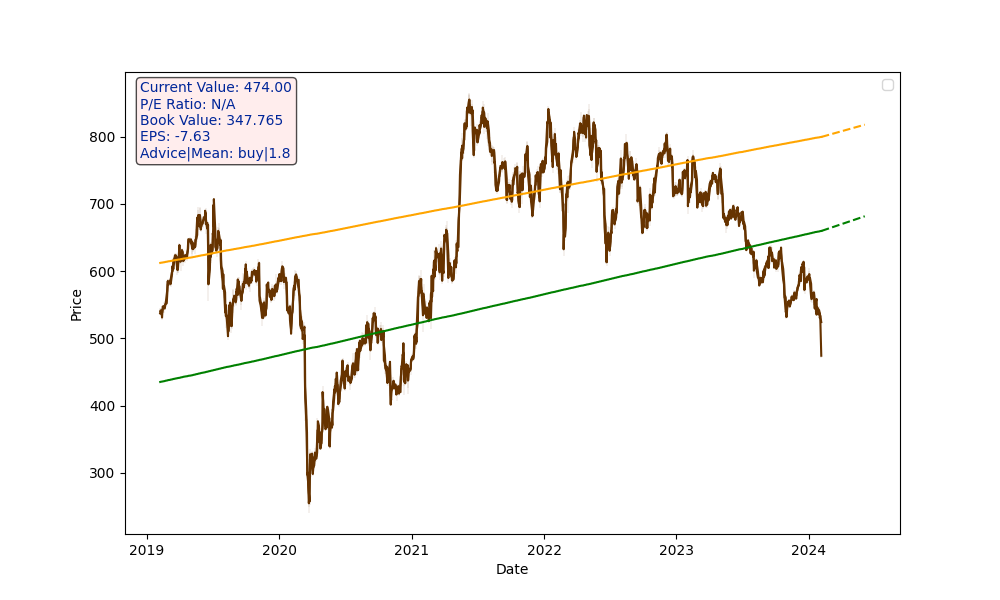 Current Value: 474.00
P/E Ratio: N/A
Book Value: 347.765
EPS: -7.63
Advice|Mean: buy|1.8
Price
800
700
600
500
400
300
2019 2020 2021 2022 2023 2024
Date